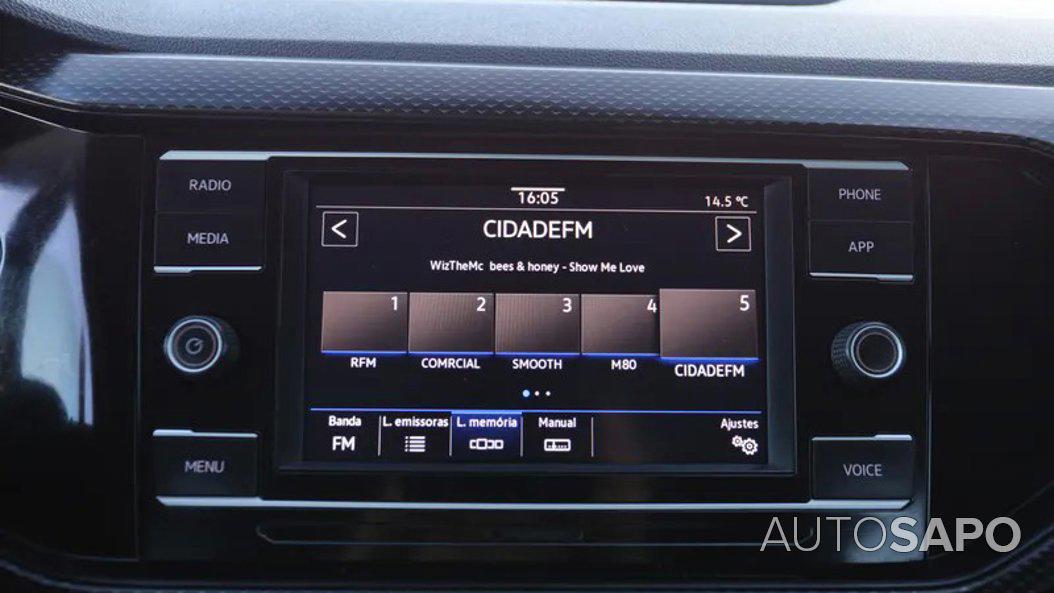 RADIO
MEDIA
MENU
16:05
14.5 °C
<
CIDADEFM
>
WizTheMc bees & honey - Show Me Love
1 2 3 4 5
RFM COMRCIAL SMOOTH M80 CIDADEFM
Banda L. emissoras L. memória Manual Ajustes
FM
PHONE
APP
VOICE
AUTOSAPO